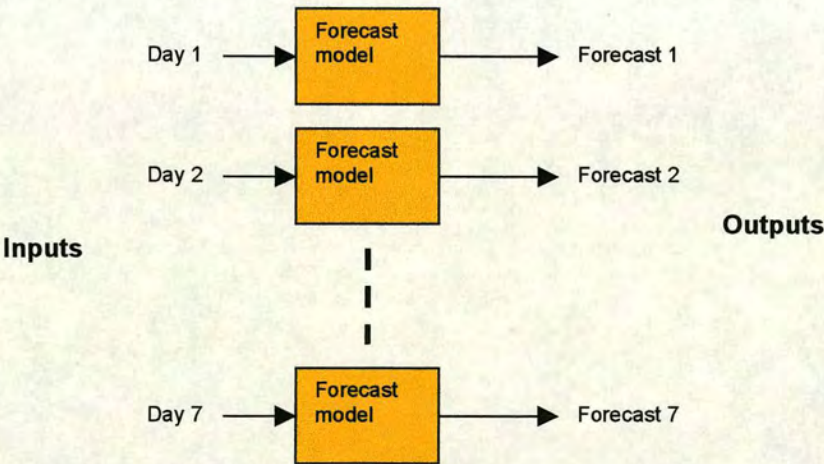 Day 1
Forecast
model
Forecast 1
Day 2
Forecast
model
Forecast 2
Inputs
Outputs
Day 7
Forecast
model
Forecast 7